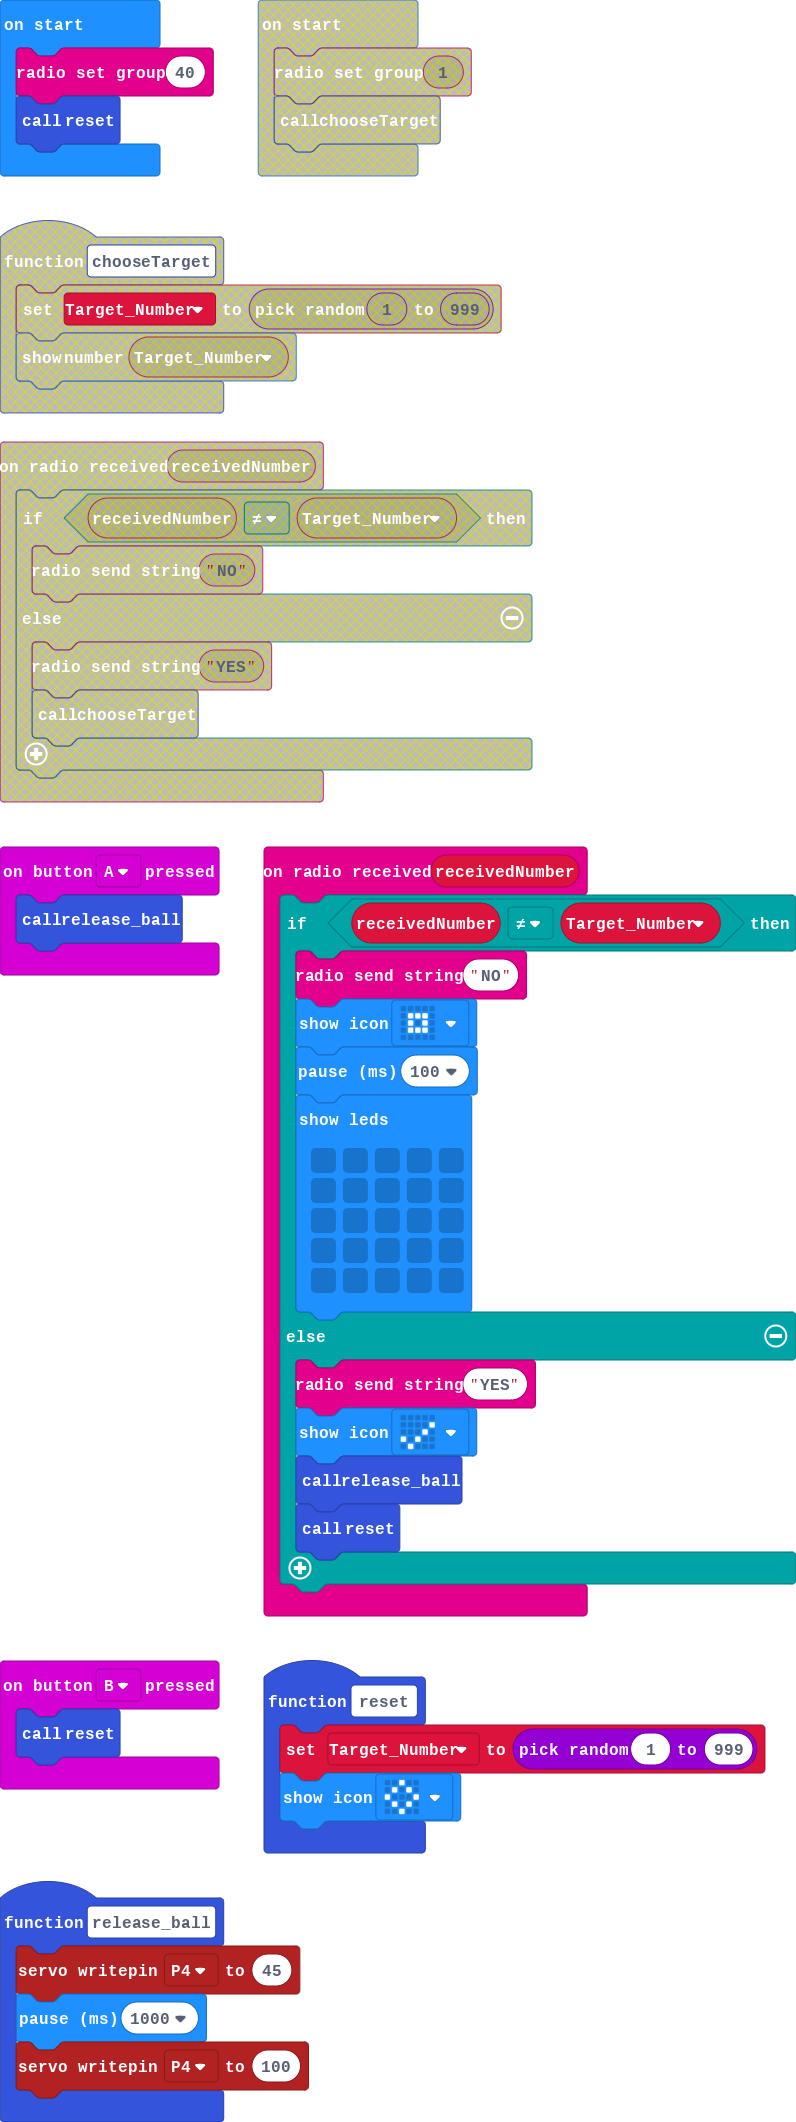 on start
radio set group 40
call reset
on start
radio set group 1
call chooseTarget
function chooseTarget
set Target_Number to pick random 1 to 999
show number Target_Number
on radio received receivedNumber
if receivedNumber ≠ Target_Number then
radio send string "NO"
else
radio send string "YES"
call chooseTarget
on button A pressed
call release_ball
on radio received receivedNumber
if receivedNumber ≠ Target_Number then
radio send string "NO"
show icon
pause (ms) 100
show leds
else
radio send string "YES"
show icon
call release_ball
call reset
on button B pressed
call reset
function reset
set Target_Number to pick random 1 to 999
show icon
function release_ball
servo write pin P4 to 45
pause (ms) 1000
servo write pin P4 to 100